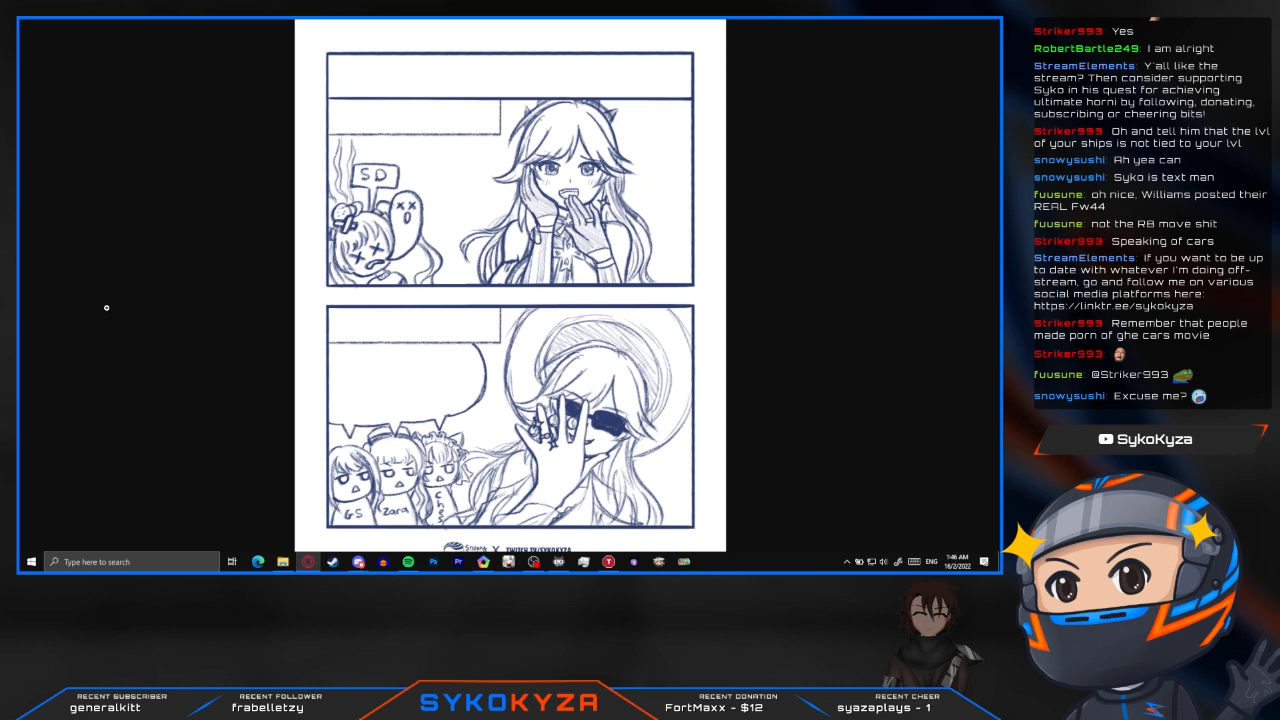 SD
GS
Zara
Ches
X TWITCH.TV/SYKOKYZA
Type here to search
ENG
1:46 AM
16/2/2022
Striker993 Yes
RobertBartle249: I am alright
StreamElements: Y'all like the
stream? Then consider supporting
Syko in his quest for achieving
ultimate horni by following, donating,
subscribing or cheering bits!
Striker993 Oh and tell him that the lvl
of your ships is not tied to your lvl
snowysushi: Ah yea can
snowysushi: Syko is text man
fuusune: oh nice, Williams posted their
REAL Fw44
fuusune: not the RB move shit
Striker993 Speaking of cars
StreamElements: If you want to be up
to date with whatever I'm doing off-
stream, go and follow me on various
social media platforms here:
https://linktr.ee/sykokyza
Striker993 Remember that people
made porn of ghe cars movie
Striker993
fuusune: @Striker993
snowysushi: Excuse me?
SykoKyza
RECENT SUBSCRIBER
generalkitt
RECENT FOLLOWER
frabelletzy
SYKOKYZA
RECENT DONATION
FortMaxx - $12
RECENT CHEER
syazaplays - 1